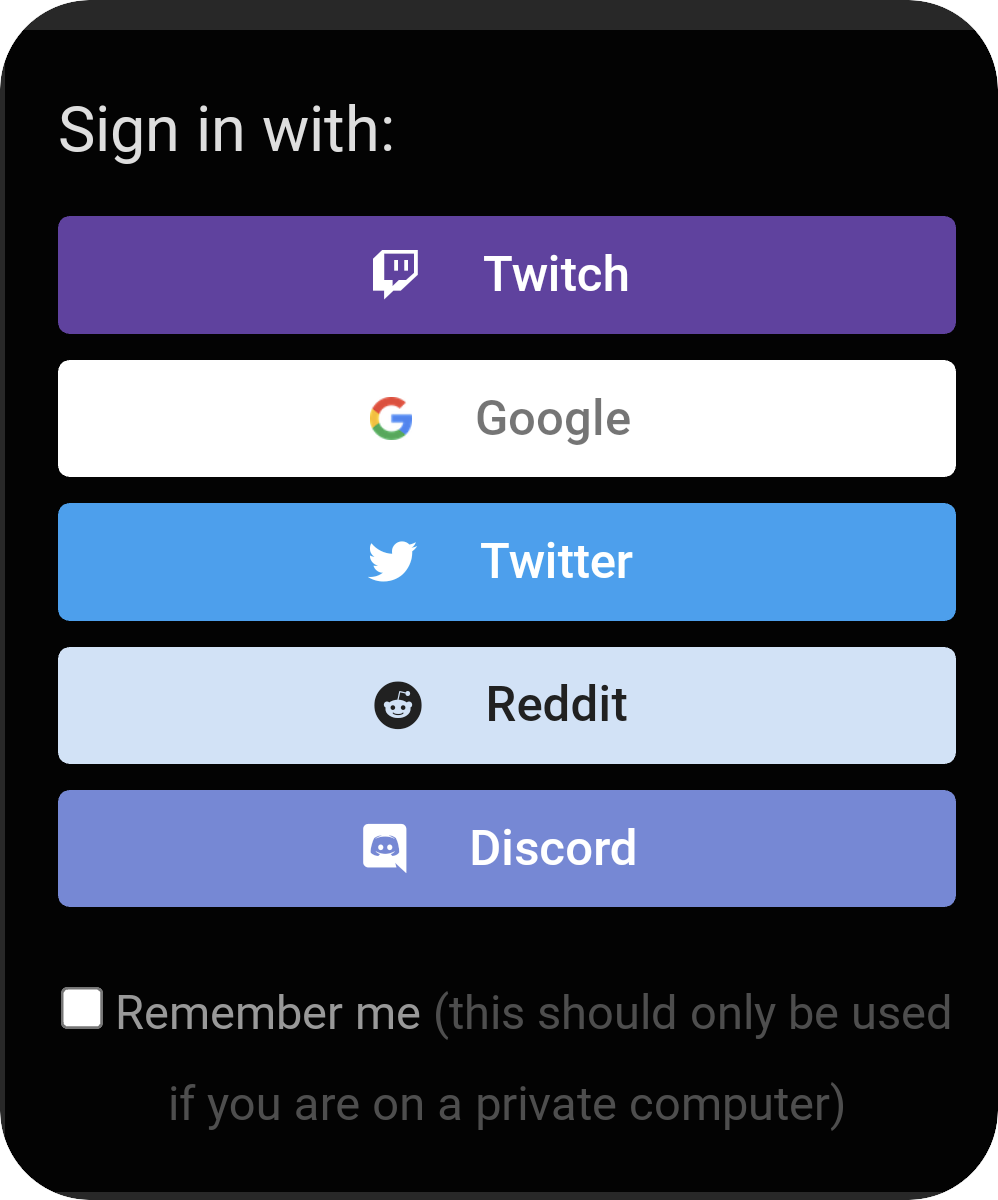 Sign in with:
Twitch
Google
Twitter
Reddit
Discord
Remember me (this should only be used
if you are on a private computer)